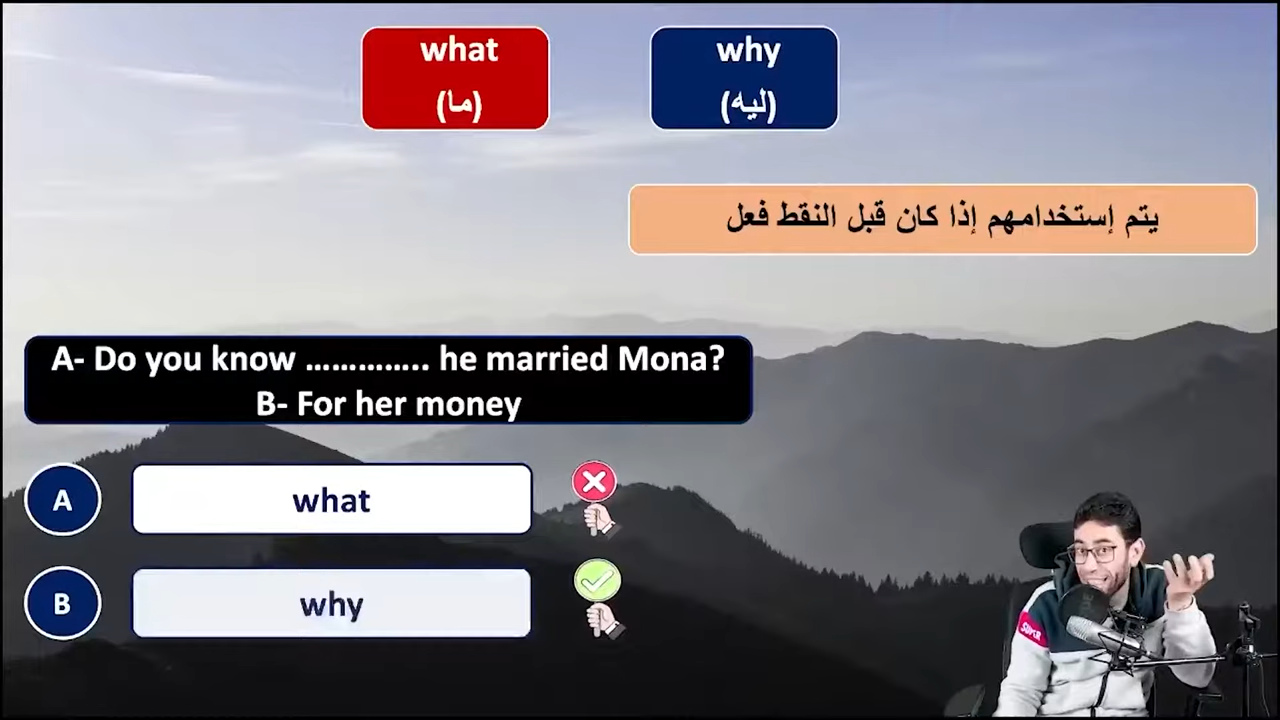 what
(ما)
why
(ليه)
يتم إستخدامهم إذا كان قبل النقط فعل
A- Do you know ………….. he married Mona?
B- For her money
A
what
B
why
SUPER